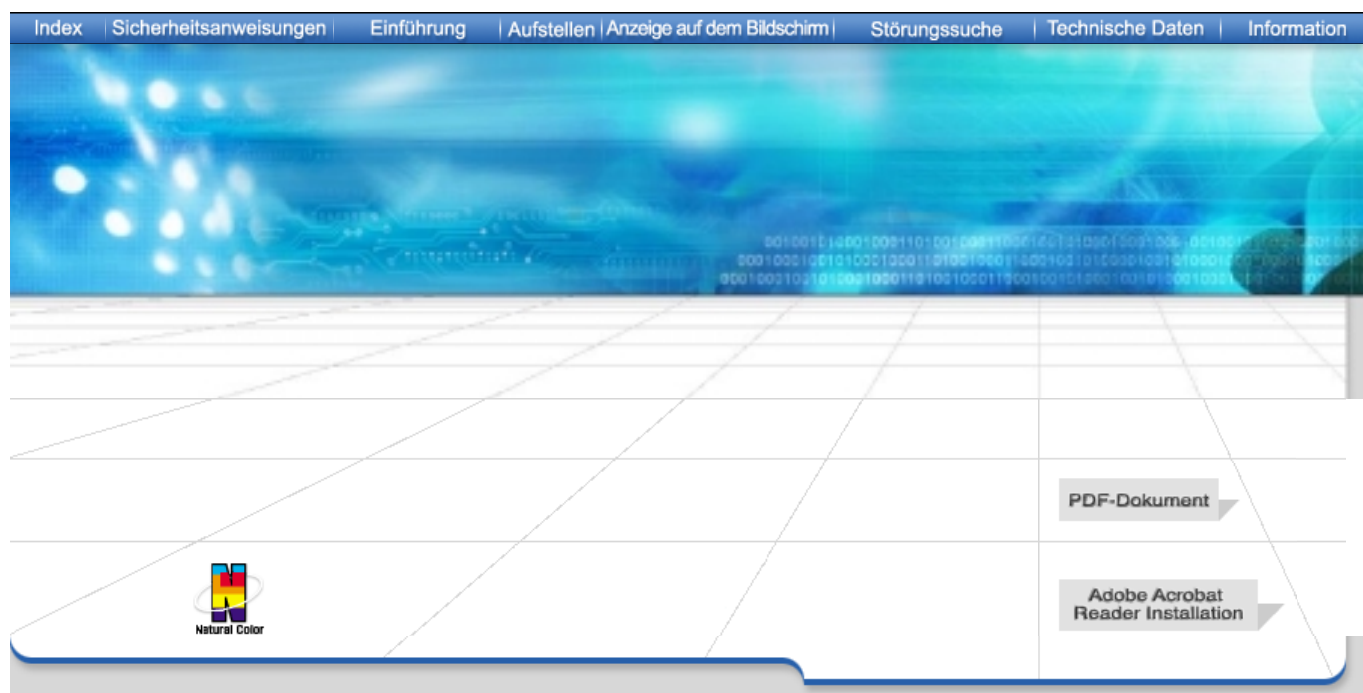 Index Sicherheitsanweisungen Einführung Aufstellen Anzeige auf dem Bildschirm Störungssuche Technische Daten Information
PDF-Dokument
Adobe Acrobat
Reader Installation
N
Natural Color